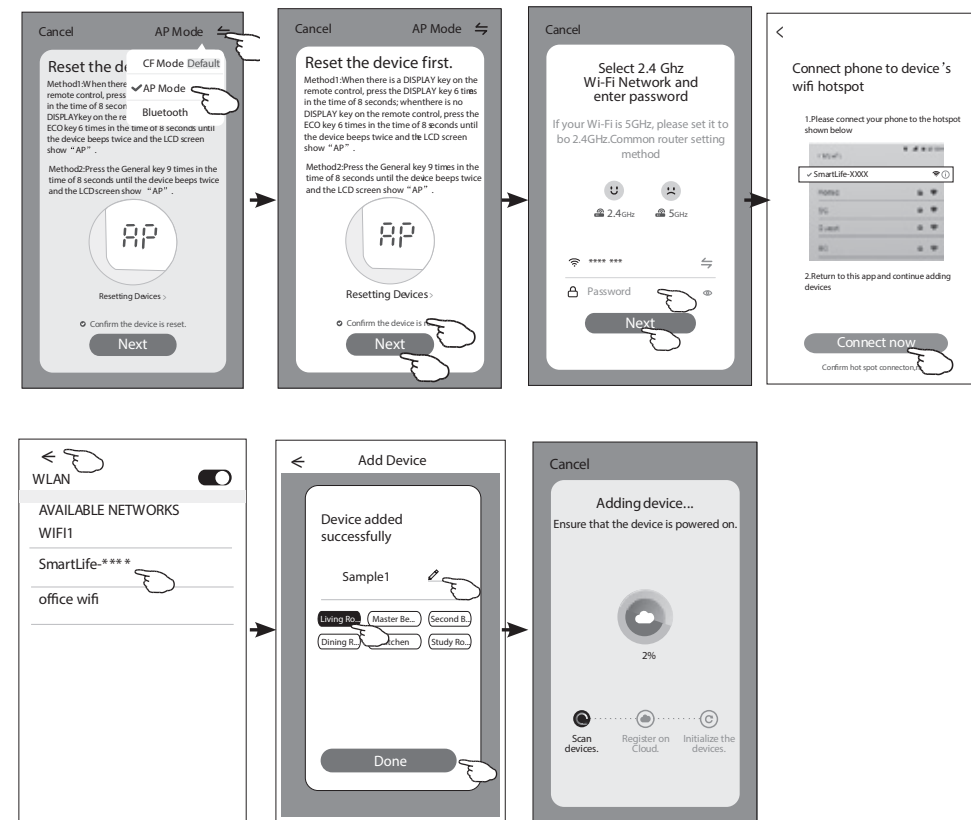 Cancel
AP Mode
Reset the de
CF Mode Default
AP Mode
Bluetooth
Method1:When there
remote control, press
in the time of 8 secon
DISPLAYkey on the re
ECO key 6 times in the time of 8 seconds until
the device beeps twice and the LCD screen
show “AP”.
Method2:Press the General key 9 times in the
time of 8 seconds until the device beeps twice
and the LCD screen show “AP”.
AP
Resetting Devices >
Confirm the device is reset.
Next
Cancel
AP Mode
Reset the device first.
Method1:When there is a DISPLAY key on the
remote control, press the DISPLAY key 6 times
in the time of 8 seconds; whenthere is no
DISPLAY key on the remote control, press the
ECO key 6 times in the time of 8 seconds until
the device beeps twice and the LCD screen
show “AP”.
Method2:Press the General key 9 times in the
time of 8 seconds until the device beeps twice
and the LCD screen show “AP”.
AP
Resetting Devices >
Confirm the device is re
Next
Cancel
Select 2.4 Ghz
Wi-Fi Network and
enter password
If your Wi-Fi is 5GHz, please set it to
bo 2.4GHz.Common router setting
method
2.4GHz
5GHz
**** ***
Password
Next
<
Connect phone to device’s
wifi hotspot
1.Please connect your phone to the hotspot
shown below
SmartLife-XXXX
2.Return to this app and continue adding
devices
Connect now
Confirm hot spot connecton,
WLAN
AVAILABLE NETWORKS
WIFI1
SmartLife-****
office wifi
Add Device
Device added
successfully
Sample1
Living Ro...
Master Be...
Second B...
Dining R...
tchen
Study Ro...
Done
Cancel
Adding device...
Ensure that the device is powered on.
2%
Scan
devices.
Register on
Cloud.
Initialize the
devices.